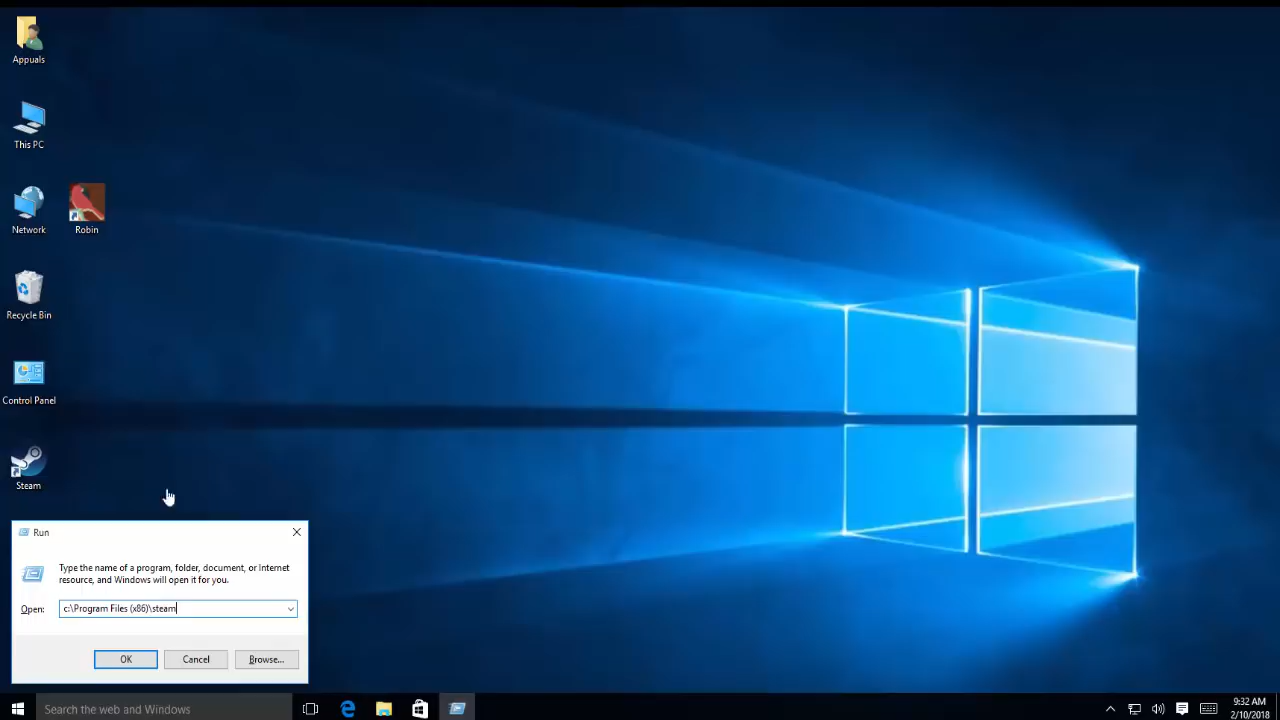 Appuals
This PC
Network
Robin
Recycle Bin
Control Panel
Steam
Run
Type the name of a program, folder, document, or Internet
resource, and Windows will open it for you.
Open:
c:\Program Files (x86)\steam
OK
Cancel
Browse...
Search the web and Windows
9:32 AM
2/10/2018